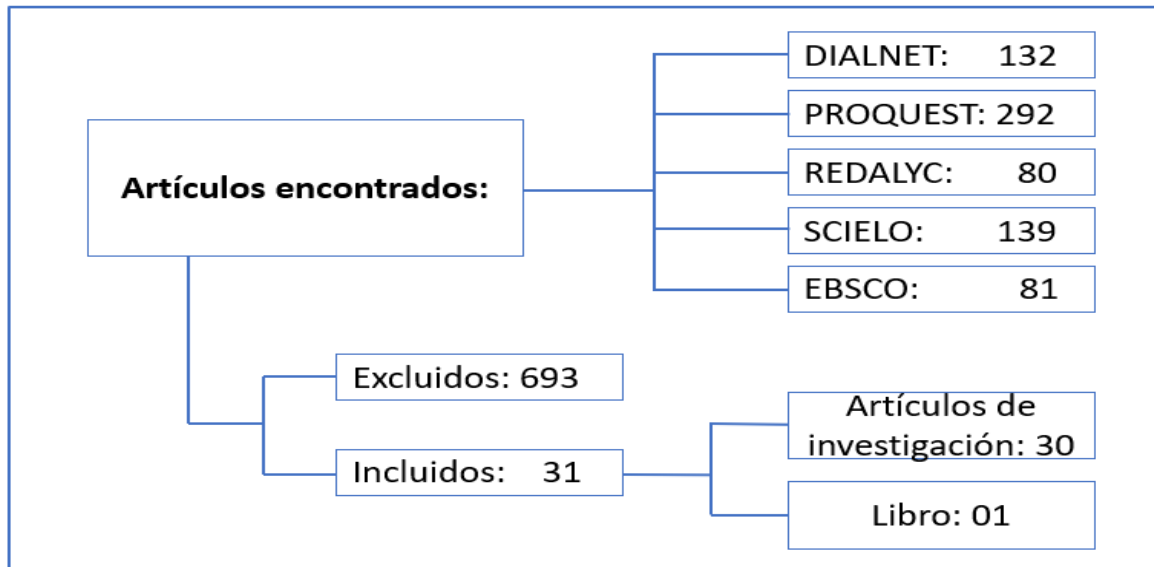 Artículos encontrados:
DIALNET: 132
PROQUEST: 292
REDALYC: 80
SCIELO: 139
EBSCO: 81
Excluidos: 693
Incluidos: 31
Artículos de
investigación: 30
Libro: 01